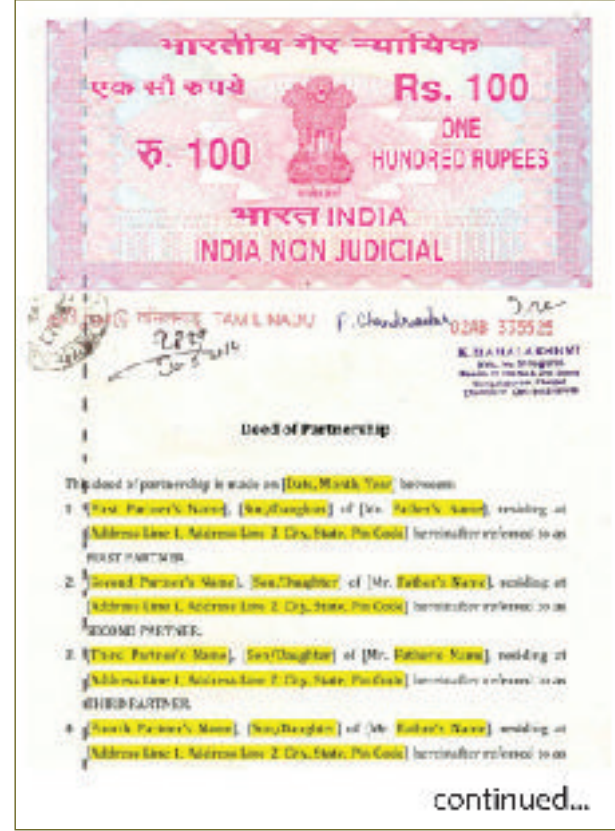 भारतीय गैर न्यायिक
एक सौ रुपये
Rs. 100
रु. 100
ONE
HUNDRED RUPEES
भारत INDIA
INDIA NON JUDICIAL
TAMIL NADU P. Chandrasekar 02AB
K. MAHALAKSHMI
Deed of Partnership
This deed of partnership is made on [Date, Month, Year] between:
1. [First Partner's Name], [Son/Daughter] of [Mr. Father's Name], residing at
[Address Line 1, Address Line 2, City, State, Pin Code] hereinafter referred to as
FIRST PARTNER.
2. [Second Partner's Name], [Son/Daughter] of [Mr. Father's Name], residing at
[Address Line 1, Address Line 2, City, State, Pin Code] hereinafter referred to as
SECOND PARTNER.
3. [Third Partner's Name], [Son/Daughter] of [Mr. Father's Name], residing at
[Address Line 1, Address Line 2, City, State, Pin Code] hereinafter referred to as
THIRD PARTNER.
4. [Fourth Partner's Name], [Son/Daughter] of [Mr. Father's Name], residing at
[Address Line 1, Address Line 2, City, State, Pin Code] hereinafter referred to as
continued...